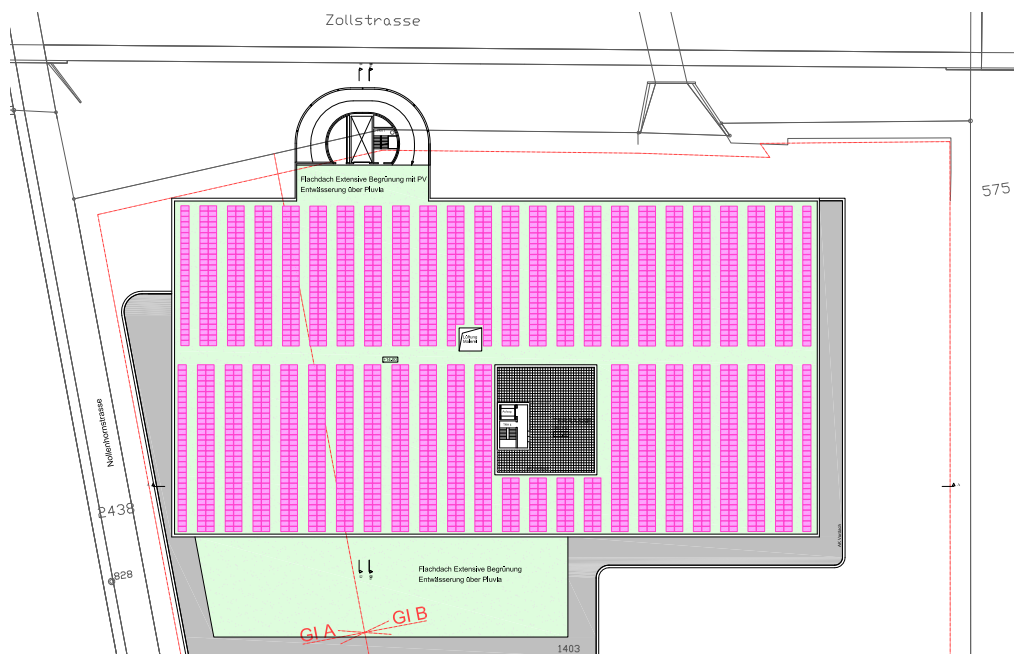 Zollstrasse
Flachdach Extensive Begrünung mit PV
Entwässerung über Pluvia
575
Nollenhornstrasse
2438
828
Flachdach Extensive Begrünung
Entwässerung über Pluvia
GI A
GI B
1403